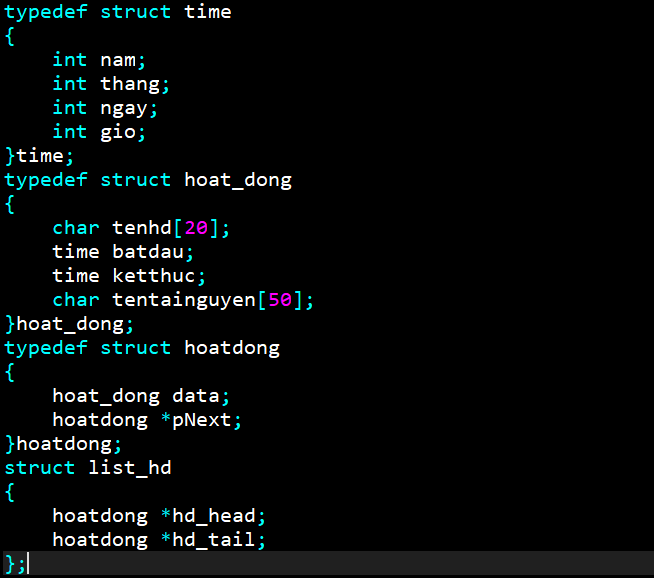 typedef struct time
{
    int nam;
    int thang;
    int ngay;
    int gio;
}time;
typedef struct hoat_dong
{
    char tenhd[20];
    time batdau;
    time ketthuc;
    char tentainguyen[50];
}hoat_dong;
typedef struct hoatdong
{
    hoat_dong data;
    hoatdong *pNext;
}hoatdong;
struct list_hd
{
    hoatdong *hd_head;
    hoatdong *hd_tail;
};